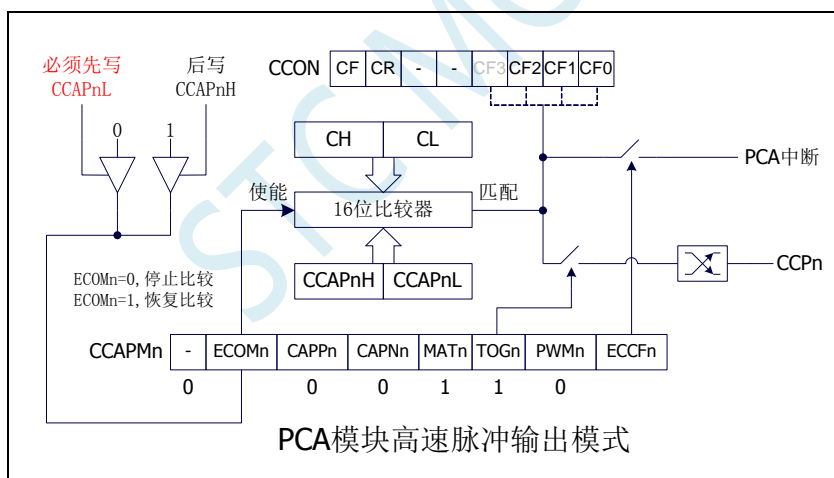 STC MCU
必须先写 后写 CCON CF CR - - CF3 CF2 CF1 CF0
CCAPnL CCAPnH
0 1
CH CL
PCA中断
使能 16位比较器 匹配
CCAPnH CCAPnL CCPn
ECOMn=0,停止比较
ECOMn=1,恢复比较
CCAPMn - ECOMn CAPPn CAPNn MATn TOGn PWMn ECCFn
0 0 0 1 1 0
PCA模块高速脉冲输出模式